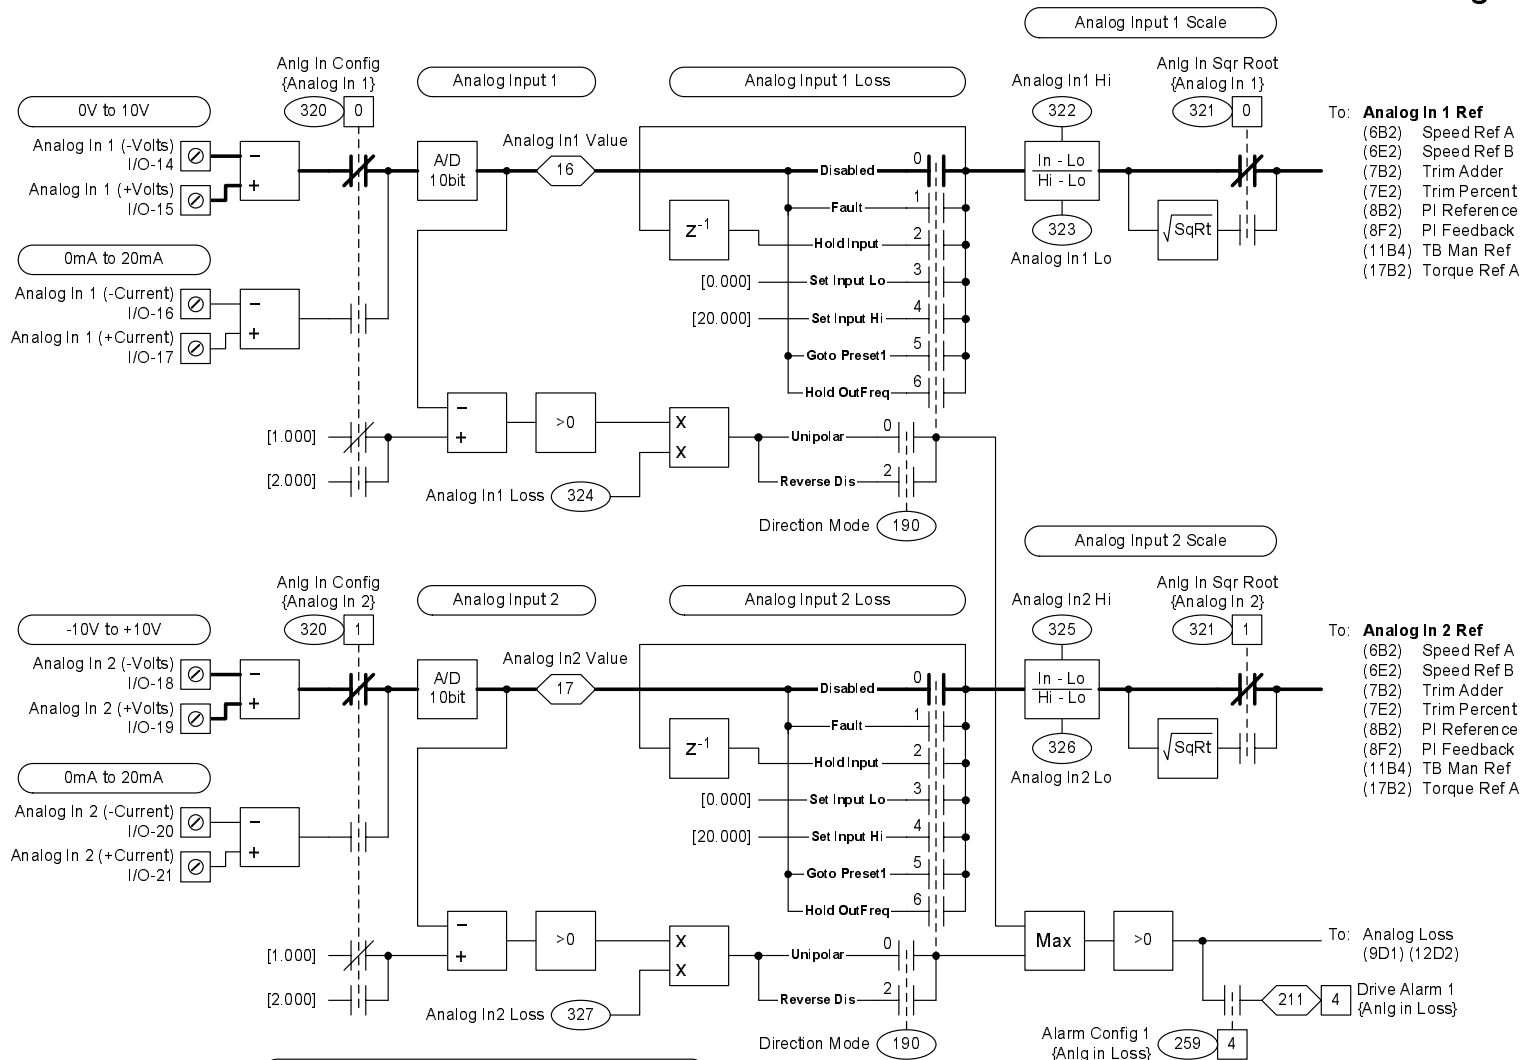 Analog Input 1 Scale
Anlg In Config
{Analog In 1}
320 0
Analog Input 1
Analog Input 1 Loss
Analog In1 Hi
322
Anlg In Sqr Root
{Analog In 1}
321 0
0V to 10V
Analog In 1 (-Volts)
I/O-14
Analog In 1 (+Volts)
I/O-15
−
+
A/D
10bit
Analog In1 Value
16
Disabled 0
Fault 1
Hold Input 2
[0.000] Set Input Lo 3
[20.000] Set Input Hi 4
Goto Preset1 5
Hold OutFreq 6
z-1
In - Lo
Hi - Lo
323
Analog In1 Lo
√SqRt
To: Analog In 1 Ref
(6B2) Speed Ref A
(6E2) Speed Ref B
(7B2) Trim Adder
(7E2) Trim Percent
(8B2) PI Reference
(8F2) PI Feedback
(11B4) TB Man Ref
(17B2) Torque Ref A
0mA to 20mA
Analog In 1 (-Current)
I/O-16
Analog In 1 (+Current)
I/O-17
−
+
[1.000]
[2.000]
−
+
>0
X
X
Analog In1 Loss 324
Unipolar 0
Reverse Dis 2
Direction Mode 190
Analog Input 2 Scale
Anlg In Config
{Analog In 2}
320 1
Analog Input 2
Analog Input 2 Loss
Analog In2 Hi
325
Anlg In Sqr Root
{Analog In 2}
321 1
-10V to +10V
Analog In 2 (-Volts)
I/O-18
Analog In 2 (+Volts)
I/O-19
−
+
A/D
10bit
Analog In2 Value
17
Disabled 0
Fault 1
Hold Input 2
[0.000] Set Input Lo 3
[20.000] Set Input Hi 4
Goto Preset1 5
Hold OutFreq 6
z-1
In - Lo
Hi - Lo
326
Analog In2 Lo
√SqRt
To: Analog In 2 Ref
(6B2) Speed Ref A
(6E2) Speed Ref B
(7B2) Trim Adder
(7E2) Trim Percent
(8B2) PI Reference
(8F2) PI Feedback
(11B4) TB Man Ref
(17B2) Torque Ref A
0mA to 20mA
Analog In 2 (-Current)
I/O-20
Analog In 2 (+Current)
I/O-21
−
+
[1.000]
[2.000]
−
+
>0
X
X
Analog In2 Loss 327
Unipolar 0
Reverse Dis 2
Direction Mode 190
Max
>0
To: Analog Loss
(9D1) (12D2)
211 4 Drive Alarm 1
{Anlg in Loss}
Alarm Config 1
{Anlg in Loss}
259 4